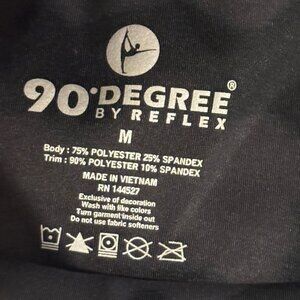 90°DEGREE®
BY REFLEX
M
Body : 75% POLYESTER 25% SPANDEX
Trim : 90% POLYESTER 10% SPANDEX
MADE IN VIETNAM
RN 144527
Exclusive of decoration
Wash with like colors
Turn garment inside out
Do not use fabric softeners